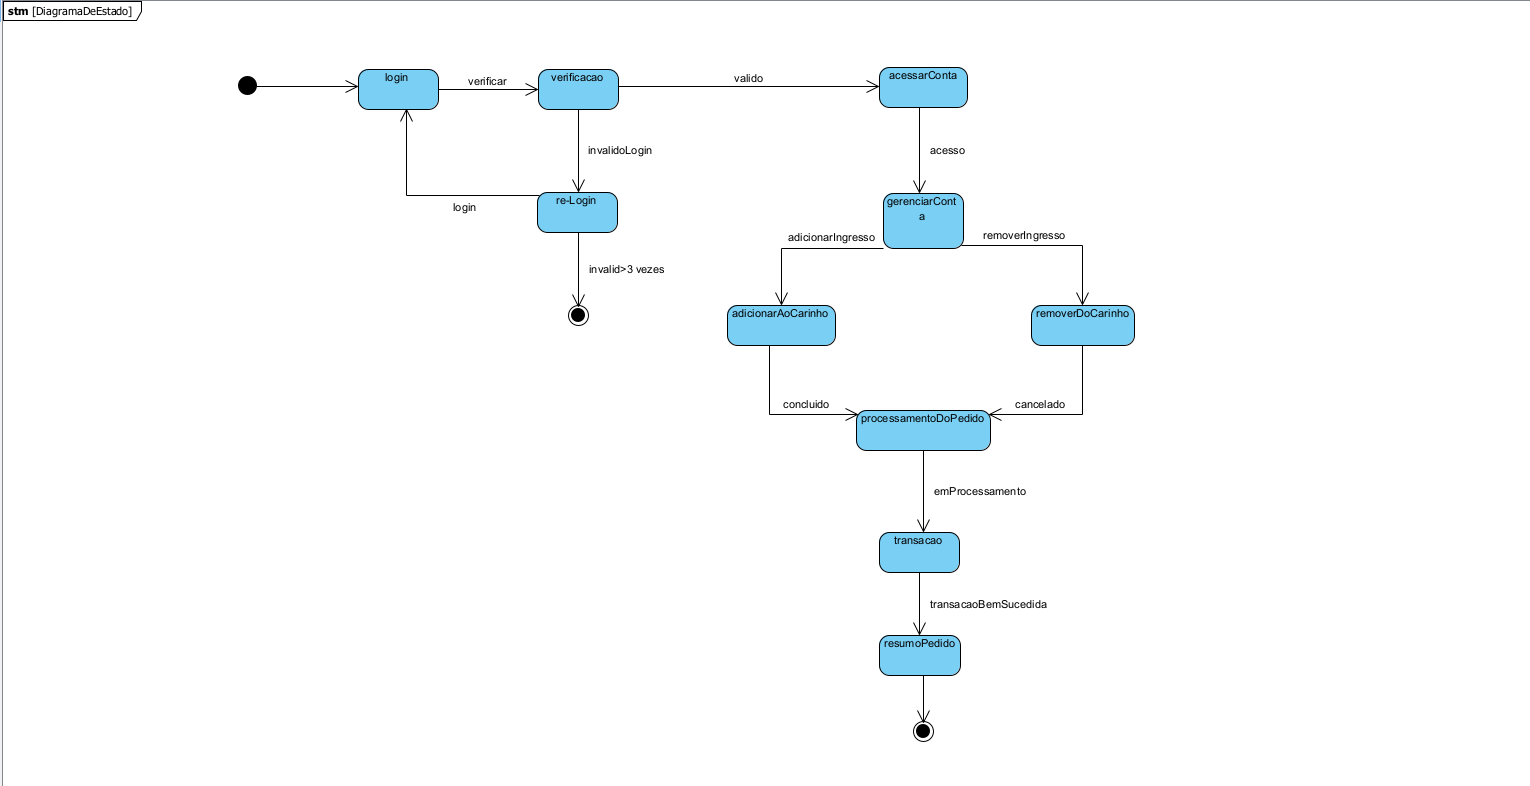 stm [DiagramaDeEstado]
login
verificar
verificacao
valido
acessarConta
invalidoLogin
acesso
re-Login
login
gerenciarCont
a
adicionarIngresso
removerIngresso
invalid>3 vezes
adicionarAoCarinho
removerDoCarinho
concluido
cancelado
processamentoDoPedido
emProcessamento
transacao
transacaoBemSucedida
resumoPedido